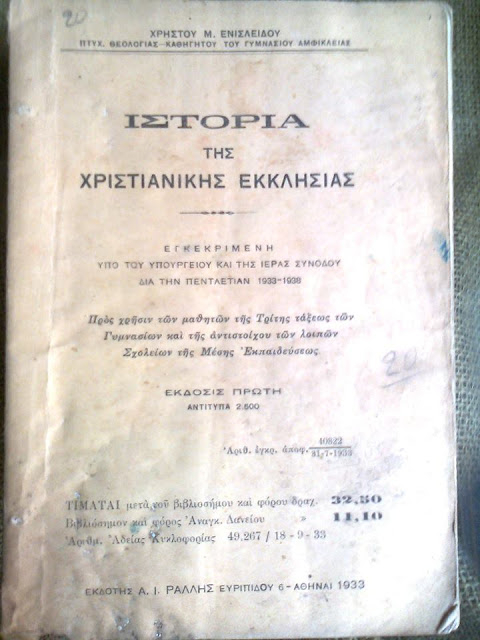 20
ΧΡΗΣΤΟΥ Μ. ΕΝΙΣΛΕΙΔΟΥ
ΠΤΥΧ. ΘΕΟΛΟΓΙΑΣ—ΚΑΘΗΓΗΤΟΥ ΤΟΥ ΓΥΜΝΑΣΙΟΥ ΑΜΦΙΚΛΕΙΑΣ
ΙΣΤΟΡΙΑ
ΤΗΣ
ΧΡΙΣΤΙΑΝΙΚΗΣ ΕΚΚΛΗΣΙΑΣ
ΕΓΚΕΚΡΙΜΕΝΗ
ΥΠΟ ΤΟΥ ΥΠΟΥΡΓΕΙΟΥ ΚΑΙ ΤΗΣ ΙΕΡΑΣ ΣΥΝΟΔΟΥ
ΔΙΑ ΤΗΝ ΠΕΝΤΑΕΤΙΑΝ 1933-1938
Πρὸς χρῆσιν τῶν μαθητῶν τῆς Τρίτης τάξεως τῶν
Γυμνασίων καὶ τῆς ἀντιστοίχου τῶν λοιπῶν
Σχολείων τῆς Μέσης Ἐκπαιδεύσεως
20
ΕΚΔΟΣΙΣ ΠΡΩΤΗ
ΑΝΤΙΤΥΠΑ 2.500
Ἀριθ. ἐγκρ. ἀποφ. 40822
31-7-1933
ΤΙΜΑΤΑΙ μετὰ τοῦ βιβλιοσήμου καὶ φόρου δραχ. 32,50
Βιβλιόσημον καὶ φόρος Ἀναγκ. Δανείου » 11,10
Ἀριθμ. Ἀδείας Κυκλοφορίας 49,267 / 18 - 9 - 33 »
ΕΚΔΟΤΗΣ Α. Ι. ΡΑΛΛΗΣ ΕΥΡΙΠΙΔΟΥ 6 - ΑΘΗΝΑΙ 1933